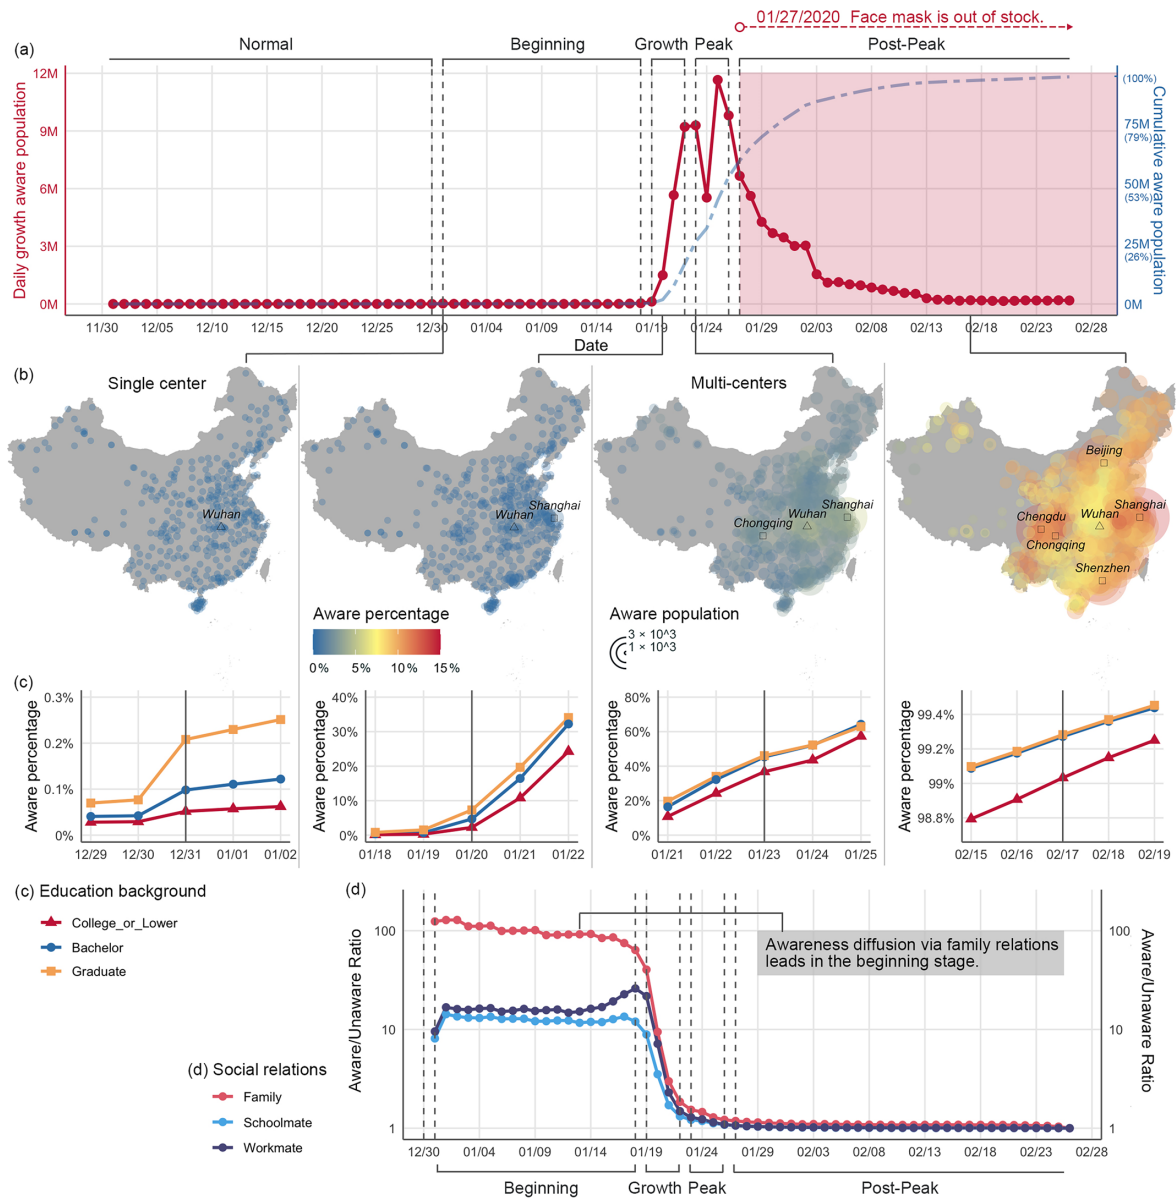 01/27/2020 Face mask is out of stock.
(a)
Normal
Beginning
Growth
Peak
Post-Peak
Daily growth aware population
12M
9M
6M
3M
0M
(100%)
75M
(79%)
50M
(53%)
25M
(26%)
0M
Cumulative aware population
11/30 12/05 12/10 12/15 12/20 12/25 12/30 01/04 01/09 01/14 01/19 01/24 01/29 02/03 02/08 02/13 02/18 02/23 02/28
Date
(b)
Single center
Multi-centers
Wuhan
Wuhan
Shanghai
Chongqing
Wuhan
Shanghai
Beijing
Chengdu
Wuhan
Shanghai
Chongqing
Shenzhen
Aware percentage
0% 5% 10% 15%
Aware population
3 × 10^3
1 × 10^3
(c)
Aware percentage
0.3%
0.2%
0.1%
0%
12/29 12/30 12/31 01/01 01/02
Aware percentage
40%
30%
20%
10%
0%
01/18 01/19 01/20 01/21 01/22
Aware percentage
80%
60%
40%
20%
0%
01/21 01/22 01/23 01/24 01/25
Aware percentage
99.4%
99.2%
99%
98.8%
02/15 02/16 02/17 02/18 02/19
(c) Education background
College_or_Lower
Bachelor
Graduate
(d) Social relations
Family
Schoolmate
Workmate
(d)
Aware/Unaware Ratio
100
10
1
Awareness diffusion via family relations
leads in the beginning stage.
100
10
1
Aware/Unaware Ratio
12/30 01/04 01/09 01/14 01/19 01/24 01/29 02/03 02/08 02/13 02/18 02/23 02/28
Beginning
Growth
Peak
Post-Peak